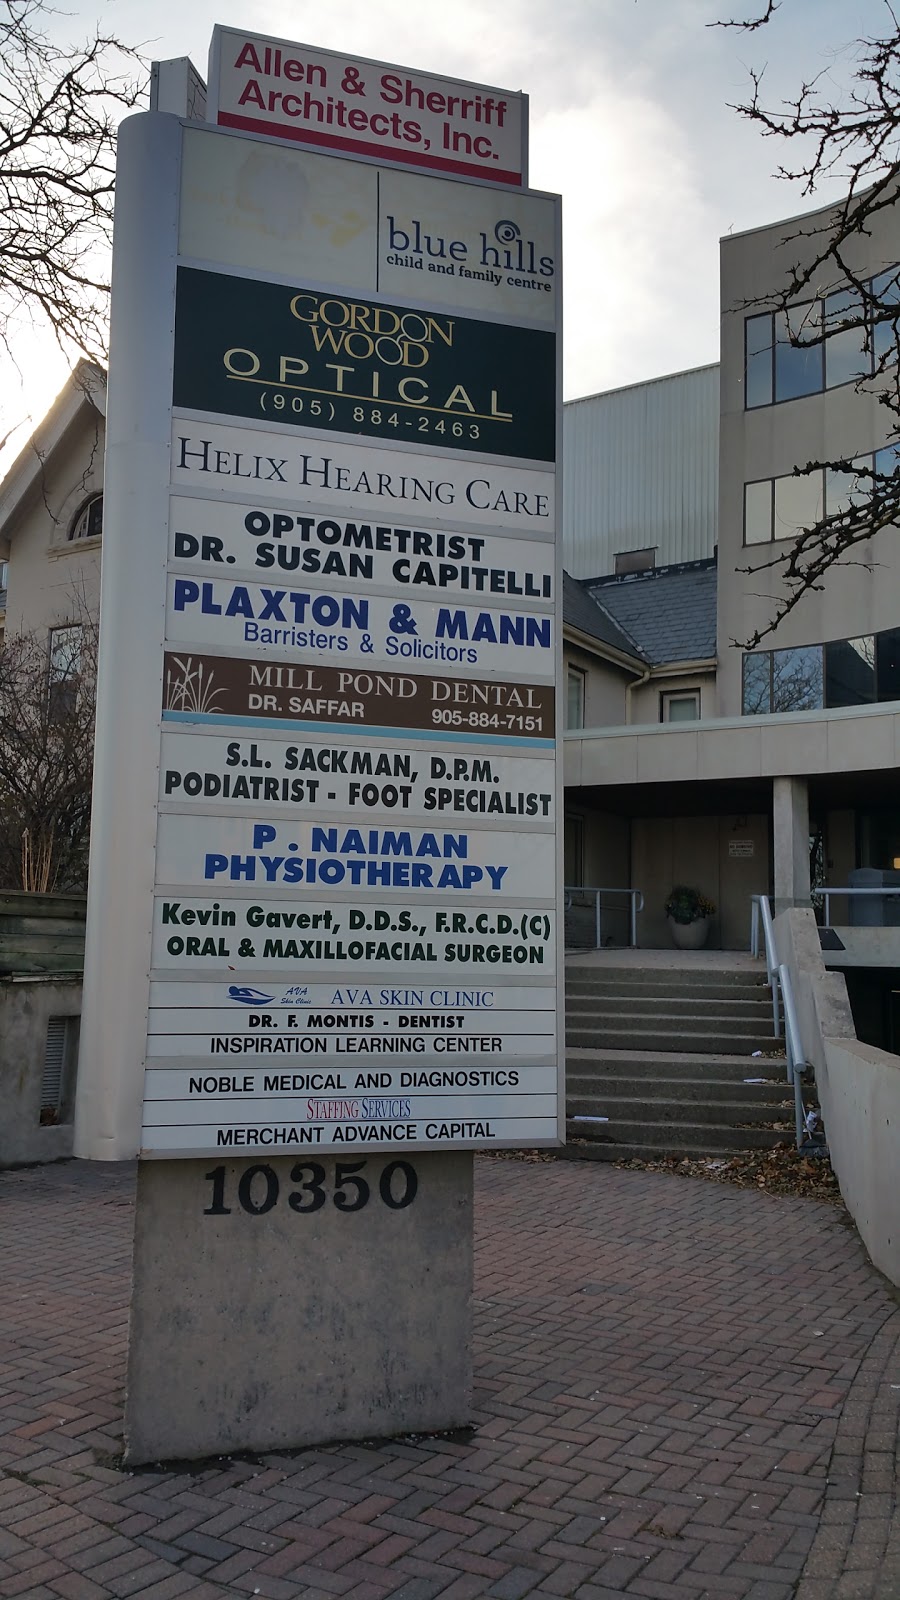 Allen & Sherriff
Architects, Inc.
blue hills
child and family centre
GORDON
WOOD
OPTICAL
(905) 884-2463
HELIX HEARING CARE
OPTOMETRIST
DR. SUSAN CAPITELLI
PLAXTON & MANN
Barristers & Solicitors
MILL POND DENTAL
DR. SAFFAR 905-884-7151
S.L. SACKMAN, D.P.M.
PODIATRIST - FOOT SPECIALIST
P. NAIMAN
PHYSIOTHERAPY
Kevin Gavert, D.D.S., F.R.C.D.(C)
ORAL & MAXILLOFACIAL SURGEON
AVA
Skin Clinic
AVA SKIN CLINIC
DR. F. MONTIS - DENTIST
INSPIRATION LEARNING CENTER
NOBLE MEDICAL AND DIAGNOSTICS
STAFFING SERVICES
MERCHANT ADVANCE CAPITAL
10350